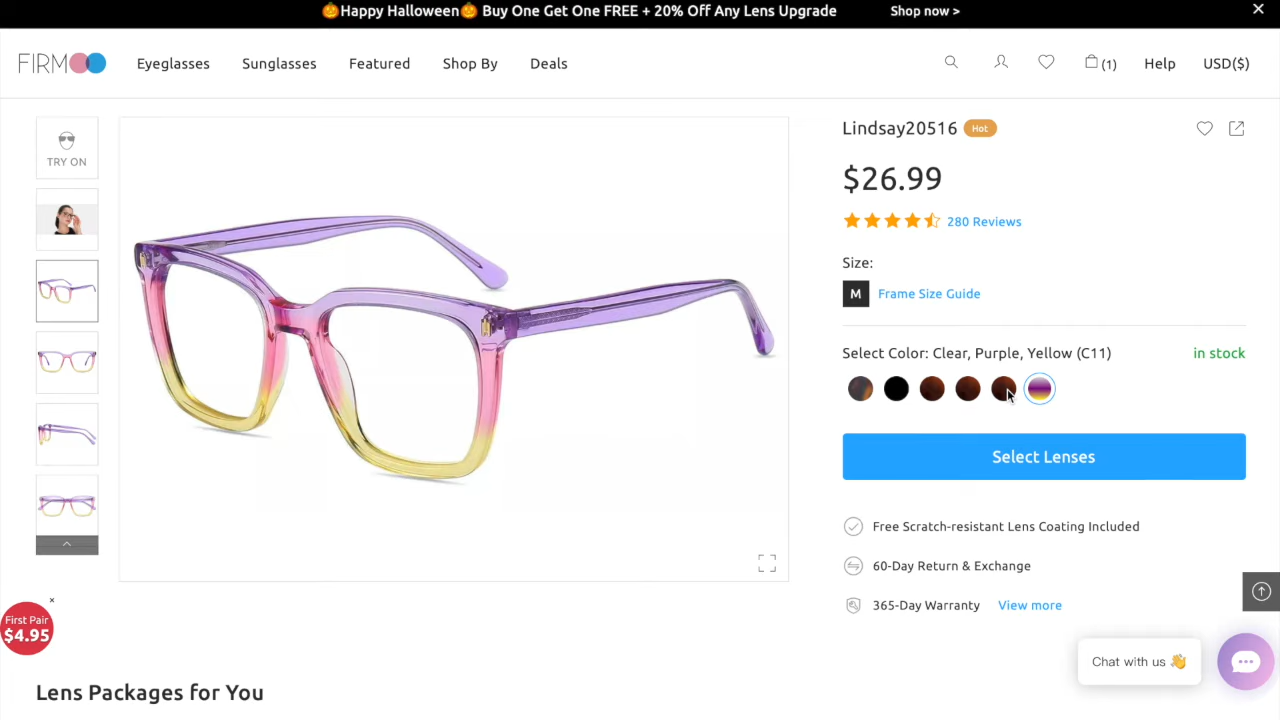 🎃Happy Halloween🎃 Buy One Get One FREE + 20% Off Any Lens Upgrade Shop now >
FIRMOO Eyeglasses Sunglasses Featured Shop By Deals (1) Help USD($)
TRY ON
Lindsay20516 Hot
$26.99
280 Reviews
Size:
M Frame Size Guide
Select Color: Clear, Purple, Yellow (C11) in stock
Select Lenses
Free Scratch-resistant Lens Coating Included
60-Day Return & Exchange
365-Day Warranty View more
First Pair
$4.95
Chat with us 👋
Lens Packages for You